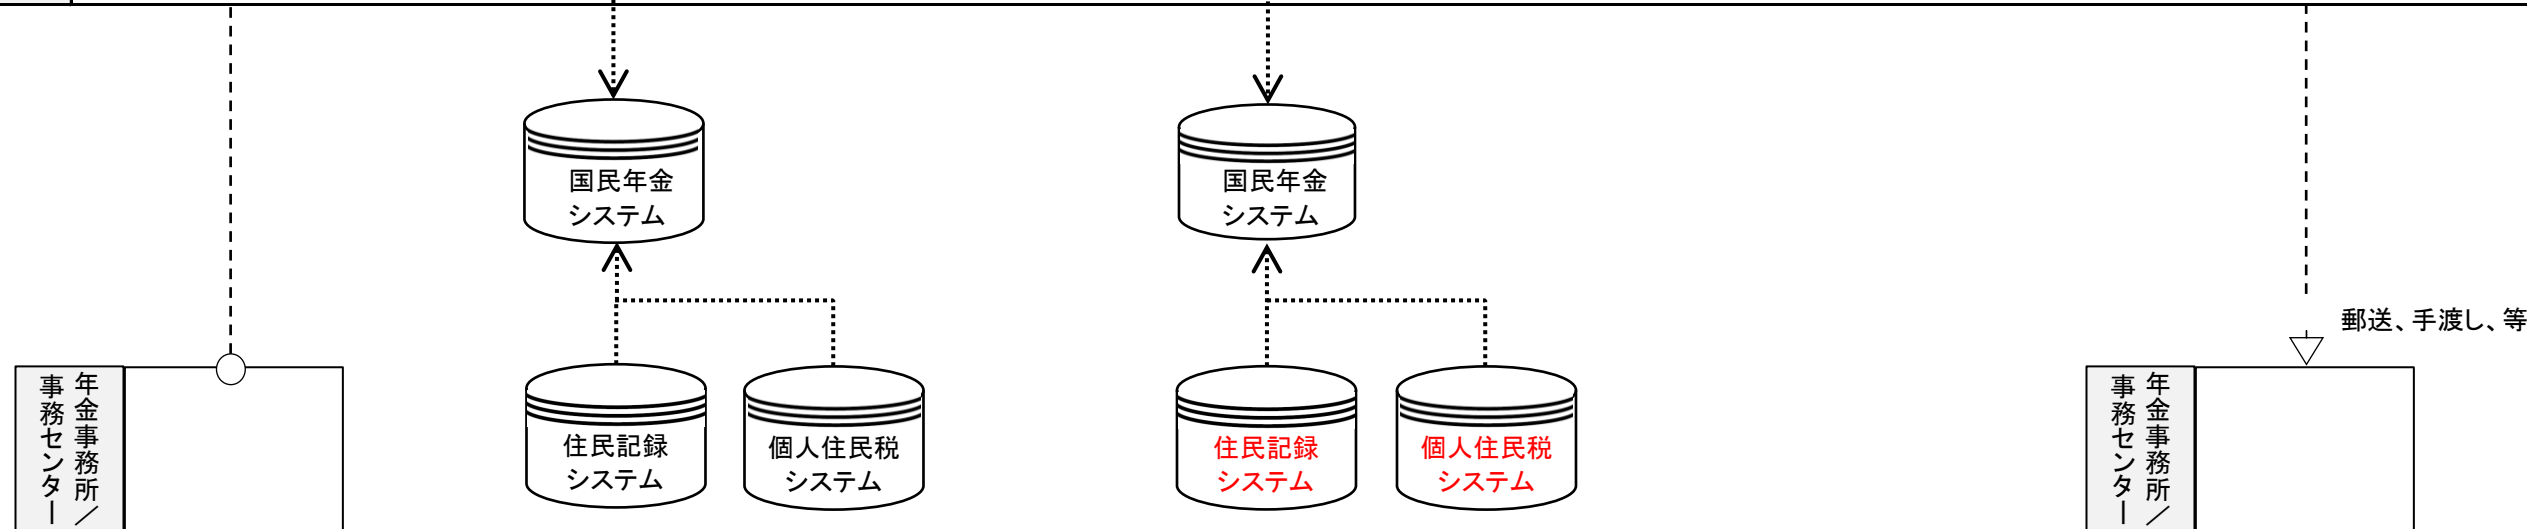 国民年金
システム
国民年金
システム
郵送、手渡し、等
年金事務所／
事務センター
住民記録
システム
個人住民税
システム
住民記録
システム
個人住民税
システム
年金事務所／
事務センター